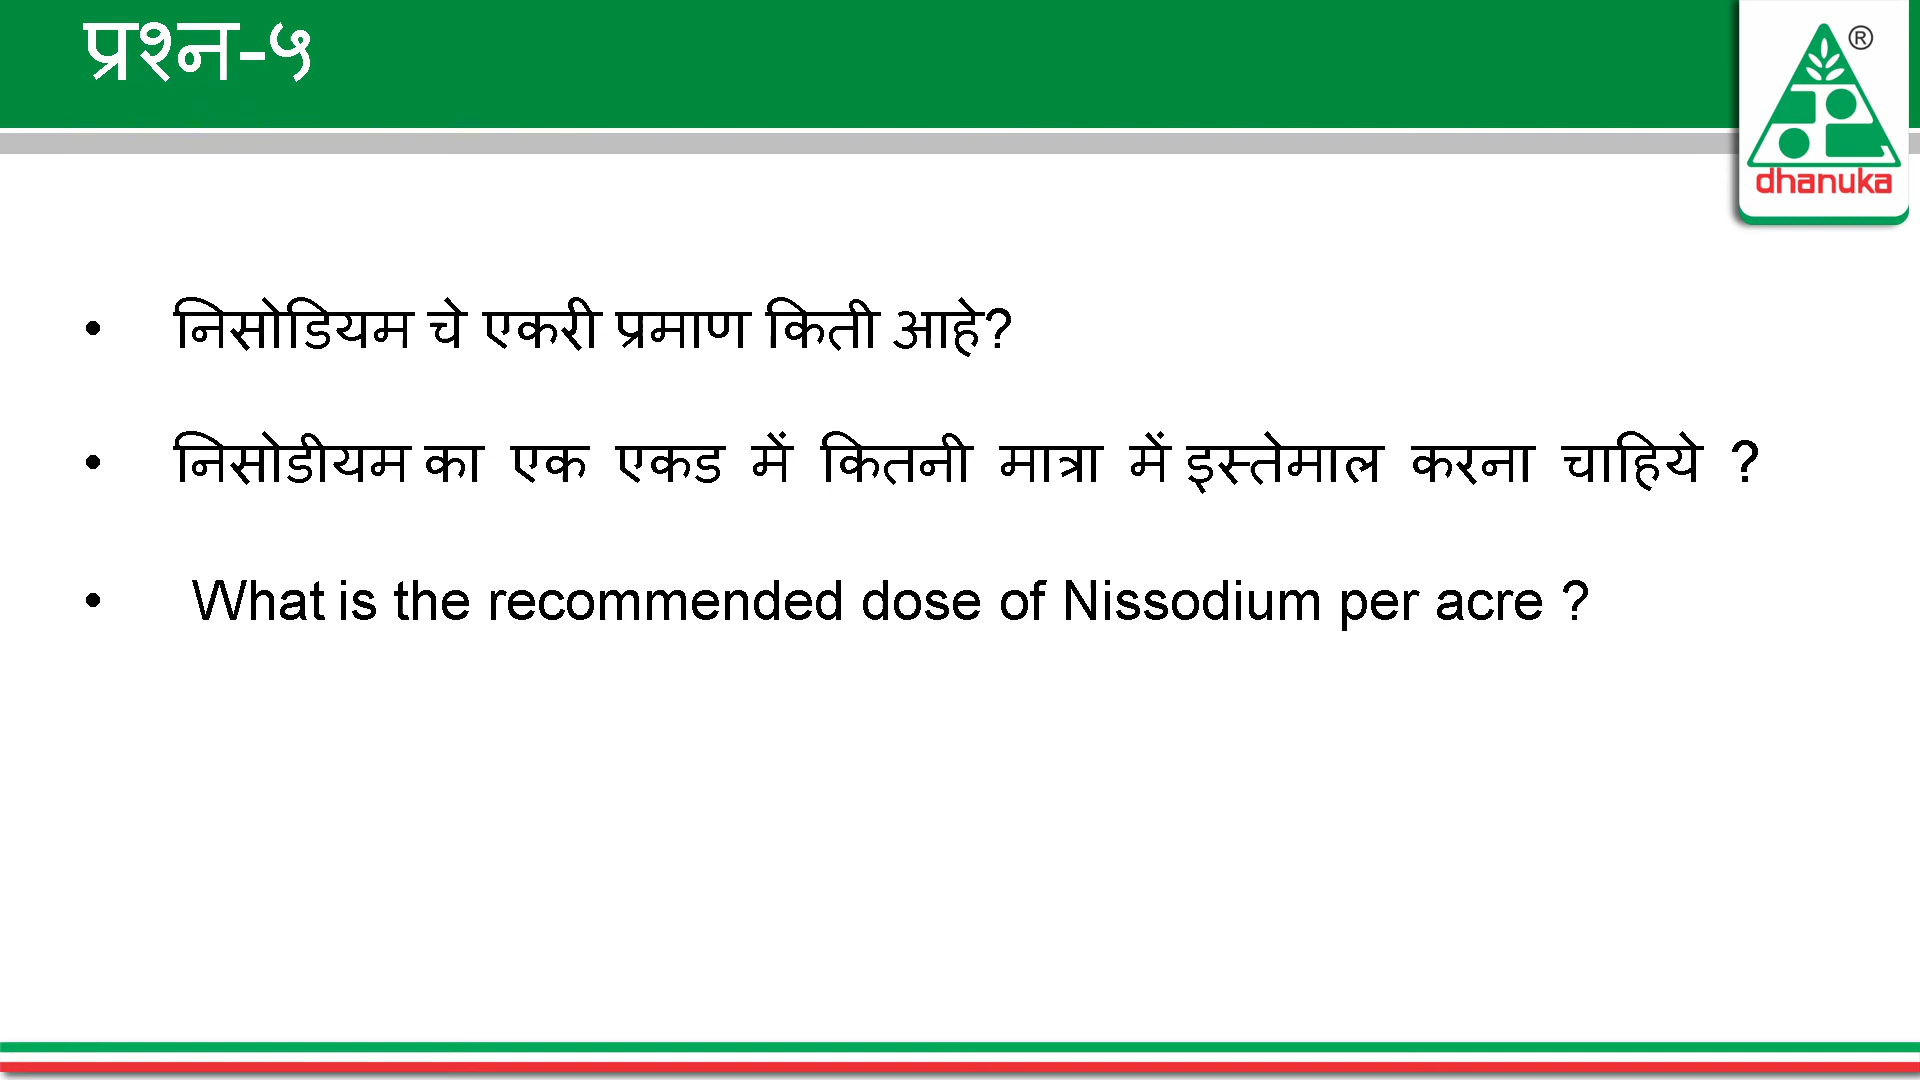 प्रश्न-५
®
dhanuka
• निसोडियम चे एकरी प्रमाण किती आहे?
• निसोडीयम का एक एकड में कितनी मात्रा में इस्तेमाल करना चाहिये ?
• What is the recommended dose of Nissodium per acre ?